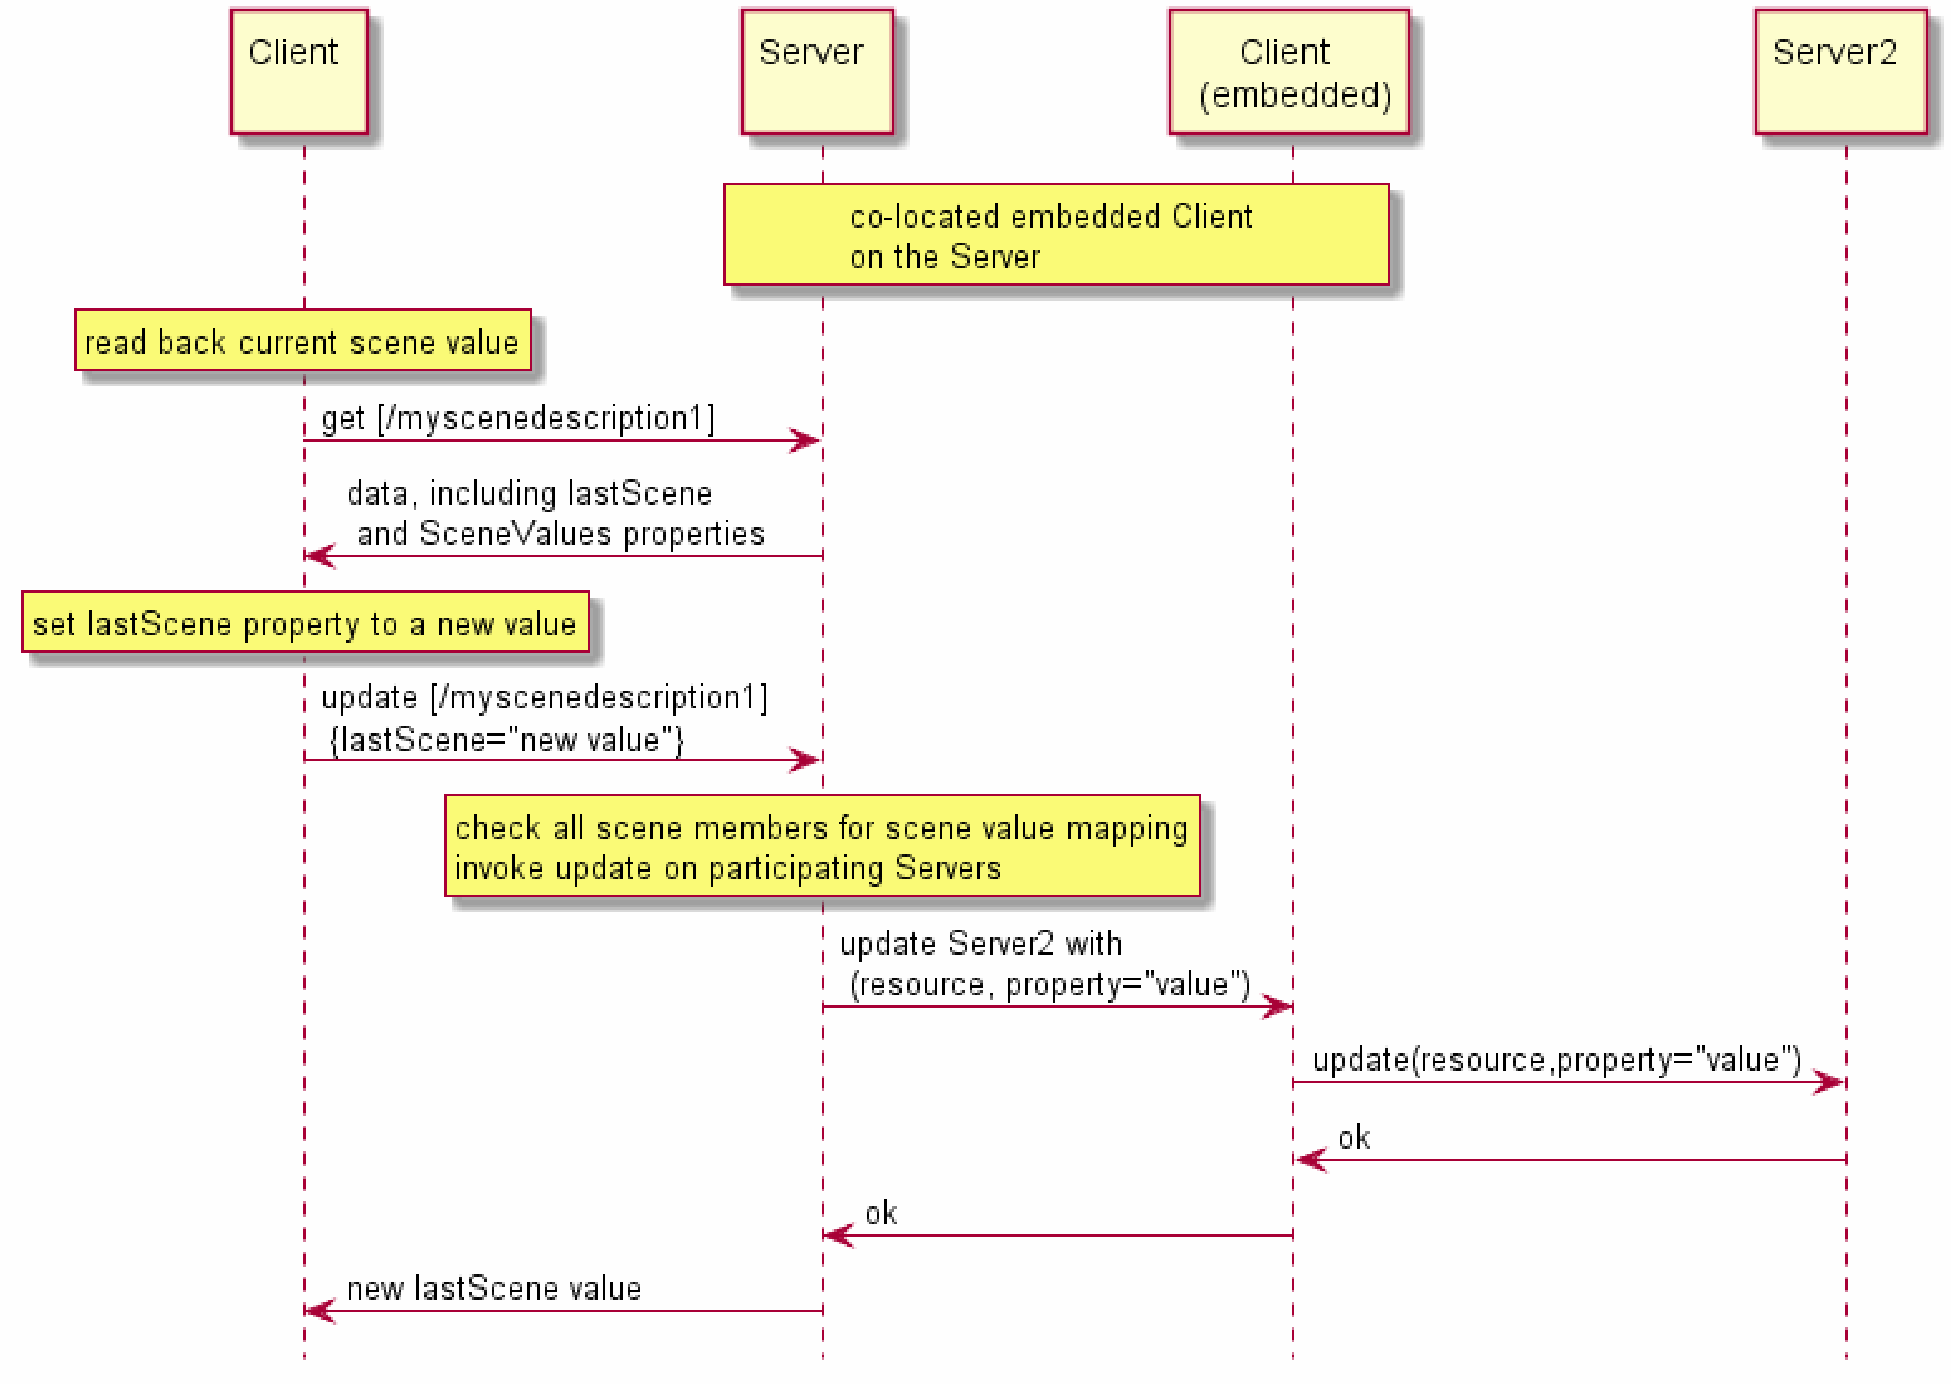 Client
Server
Client
(embedded)
Server2
co-located embedded Client
on the Server
read back current scene value
get [/myscenedescription1]
data, including lastScene
and SceneValues properties
set lastScene property to a new value
update [/myscenedescription1]
{lastScene="new value"}
check all scene members for scene value mapping
invoke update on participating Servers
update Server2 with
(resource, property="value")
update(resource,property="value")
ok
ok
new lastScene value